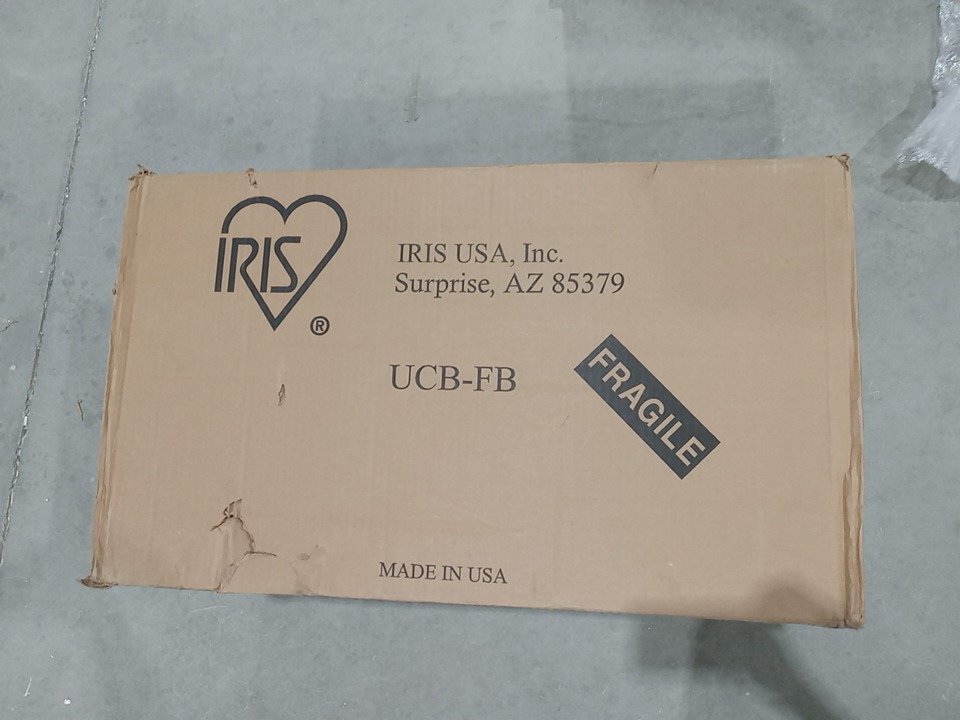 IRIS
®
IRIS USA, Inc.
Surprise, AZ 85379
UCB-FB
FRAGILE
MADE IN USA